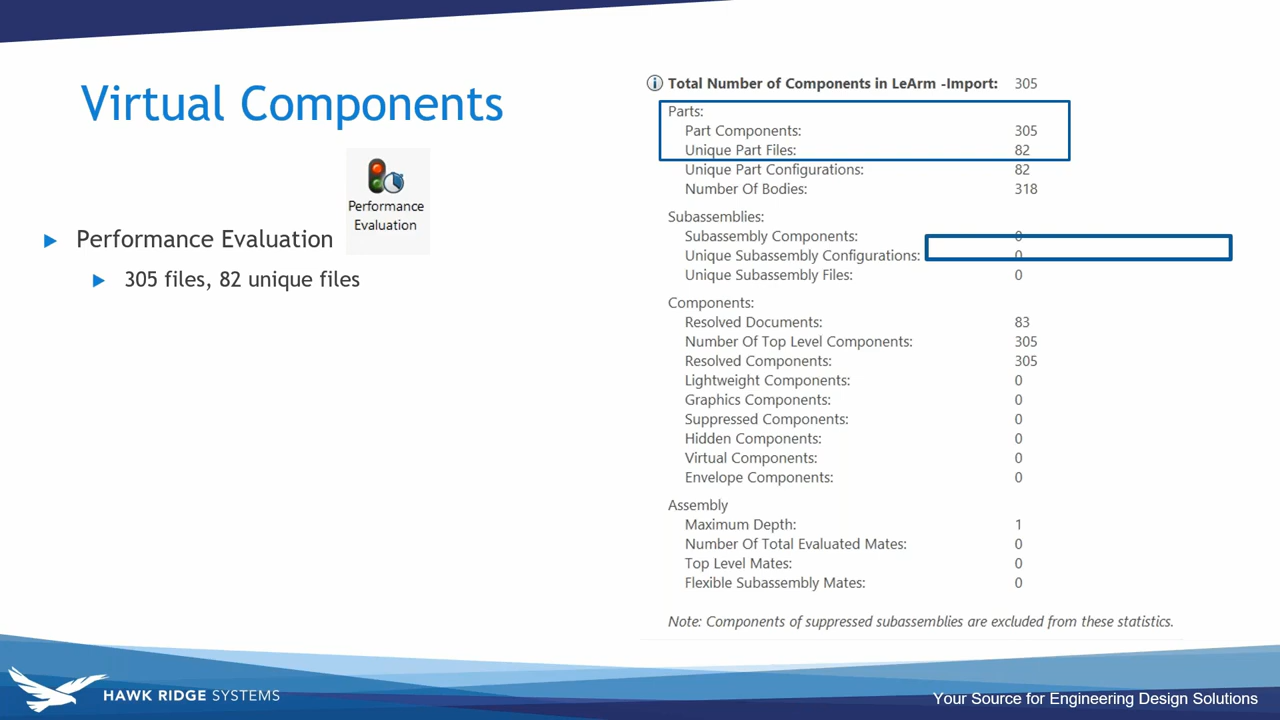 Virtual Components
Performance
Evaluation
Performance Evaluation
305 files, 82 unique files
Total Number of Components in LeArm -Import: 305
Parts:
Part Components: 305
Unique Part Files: 82
Unique Part Configurations: 82
Number Of Bodies: 318
Subassemblies:
Subassembly Components: 0
Unique Subassembly Configurations: 0
Unique Subassembly Files: 0
Components:
Resolved Documents: 83
Number Of Top Level Components: 305
Resolved Components: 305
Lightweight Components: 0
Graphics Components: 0
Suppressed Components: 0
Hidden Components: 0
Virtual Components: 0
Envelope Components: 0
Assembly
Maximum Depth: 1
Number Of Total Evaluated Mates: 0
Top Level Mates: 0
Flexible Subassembly Mates: 0
Note: Components of suppressed subassemblies are excluded from these statistics.
HAWK RIDGE SYSTEMS
Your Source for Engineering Design Solutions